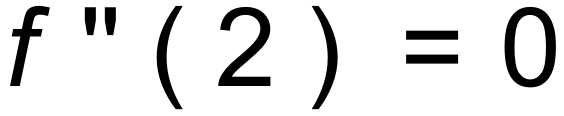 f "( 2 ) = 0